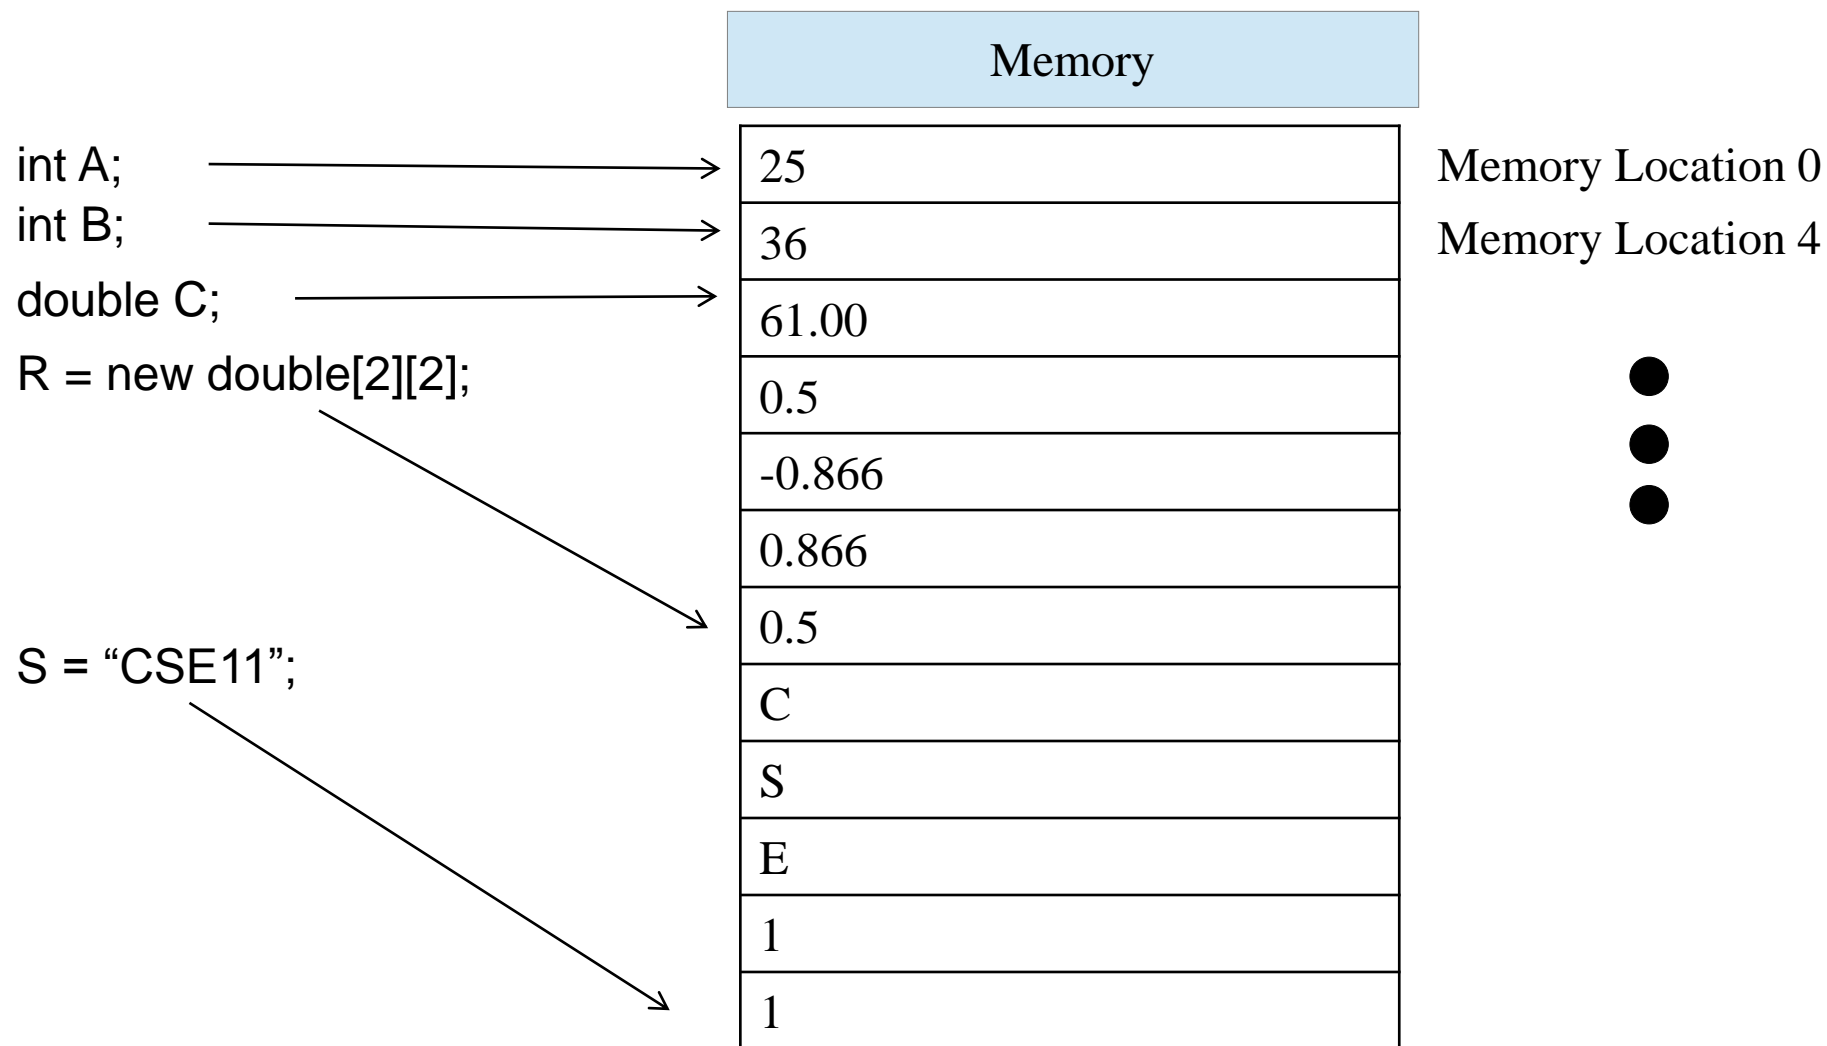 Memory
int A;
25
Memory Location 0
int B;
36
Memory Location 4
double C;
61.00
R = new double[2][2];
0.5
-0.866
0.866
0.5
S = “CSE11”;
C
S
E
1
1